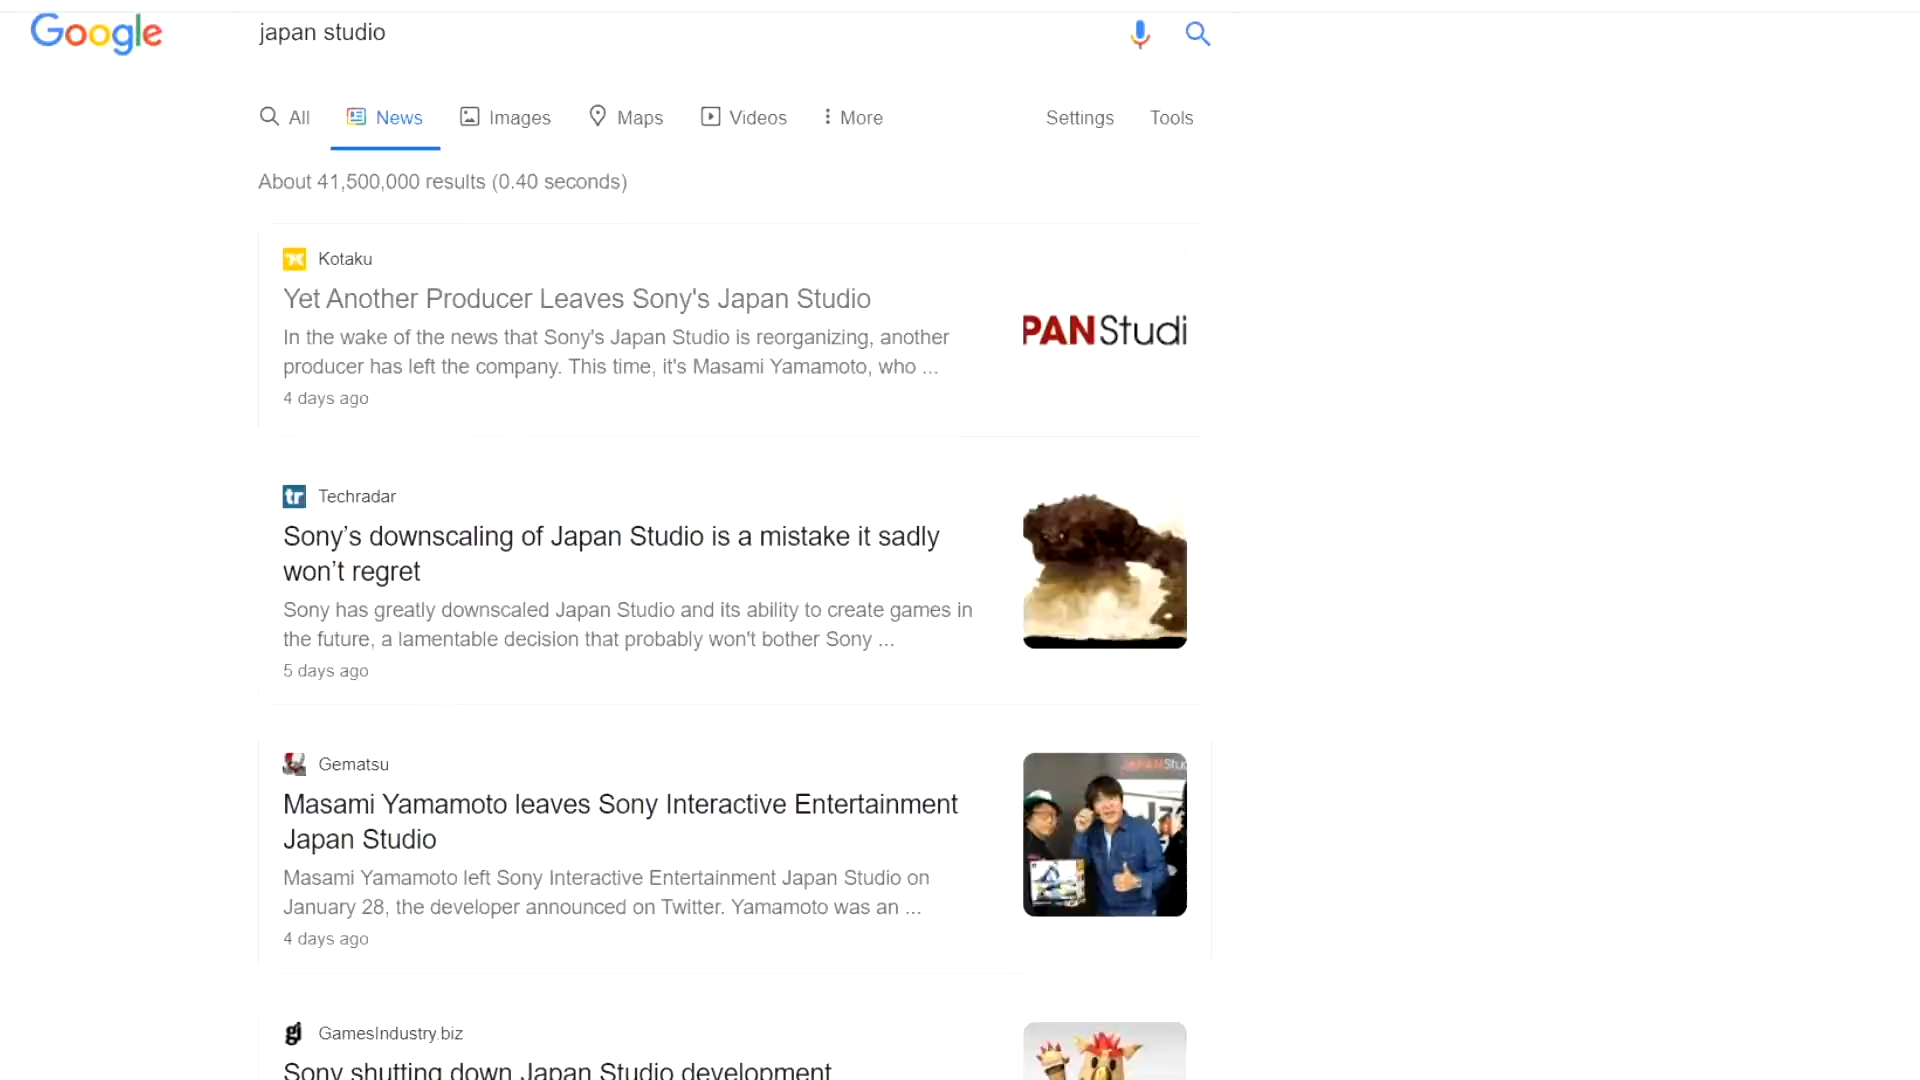 Google
japan studio
All
News
Images
Maps
Videos
More
Settings
Tools
About 41,500,000 results (0.40 seconds)
Kotaku
Yet Another Producer Leaves Sony's Japan Studio
In the wake of the news that Sony's Japan Studio is reorganizing, another
producer has left the company. This time, it's Masami Yamamoto, who ...
4 days ago
PAN Studi
tr Techradar
Sony’s downscaling of Japan Studio is a mistake it sadly
won’t regret
Sony has greatly downscaled Japan Studio and its ability to create games in
the future, a lamentable decision that probably won't bother Sony ...
5 days ago
Gematsu
Masami Yamamoto leaves Sony Interactive Entertainment
Japan Studio
Masami Yamamoto left Sony Interactive Entertainment Japan Studio on
January 28, the developer announced on Twitter. Yamamoto was an ...
4 days ago
JAPAN Stud
gi GamesIndustry.biz
Sony shutting down Japan Studio development